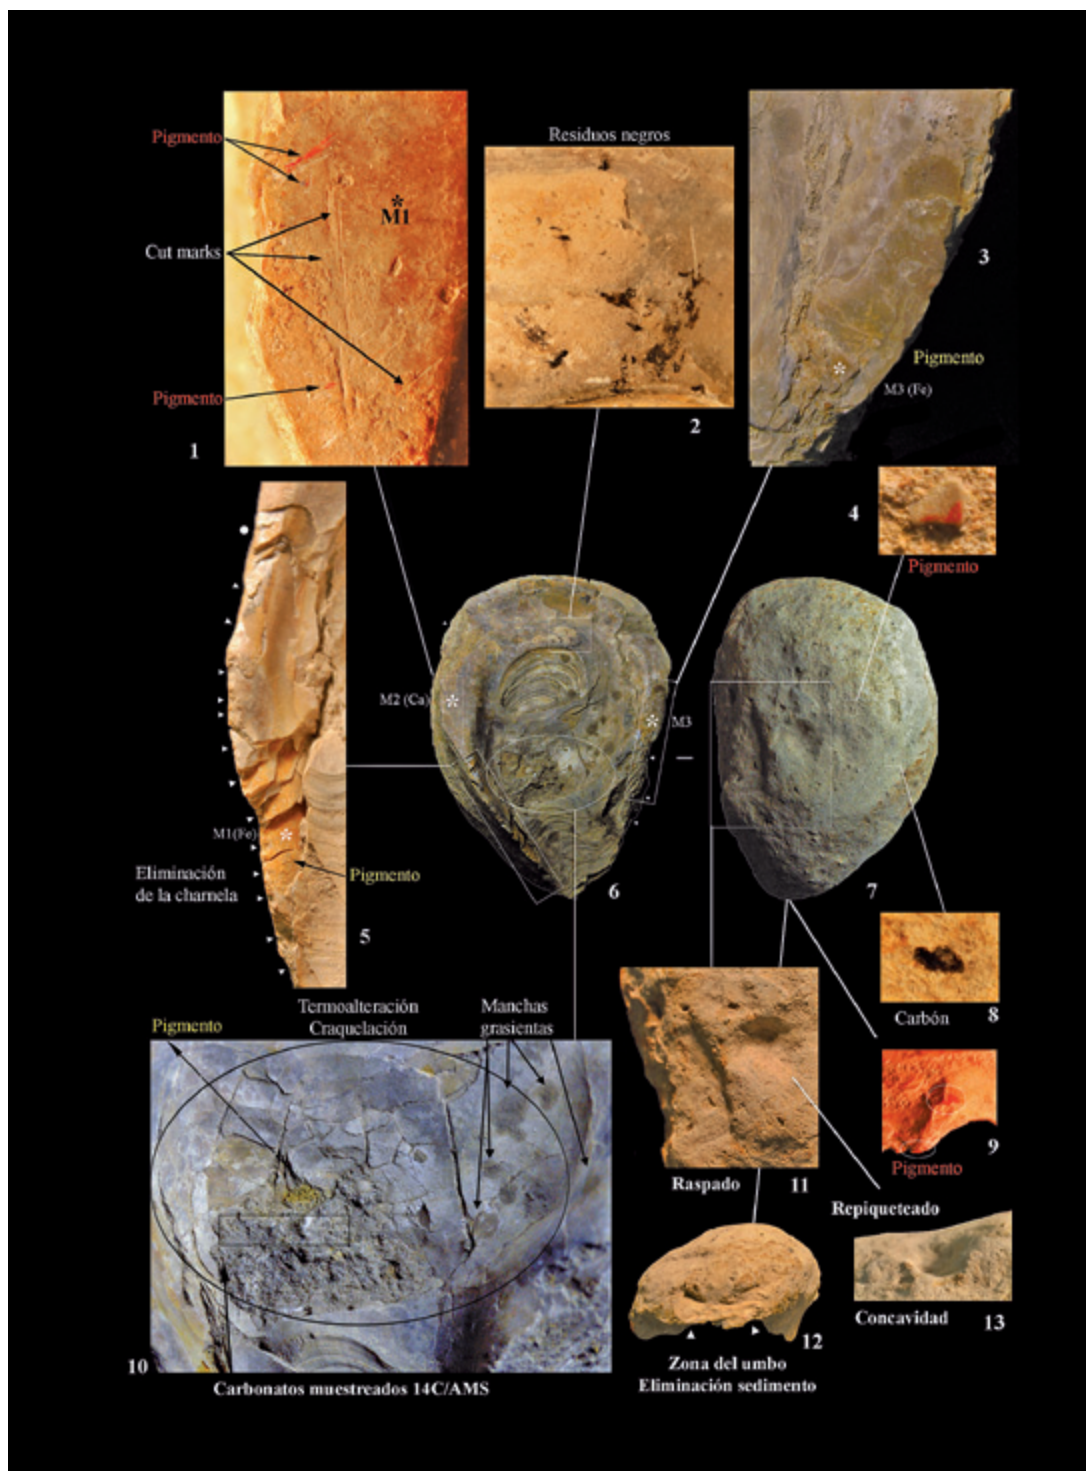 Pigmento
M1
Cut marks
Pigmento
1
Residuos negros
2
3
Pigmento
M3 (Fe)
4
Pigmento
M1(Fe)
Eliminación
de la charnela
Pigmento
5
M2 (Ca)
M3
6
7
Carbón
8
Pigmento
9
Pigmento
Termoalteración
Craquelación
Manchas
grasientas
10
Carbonatos muestreados 14C/AMS
Raspado
11
Repiqueteado
12
Zona del umbo
Eliminación sedimento
Concavidad
13